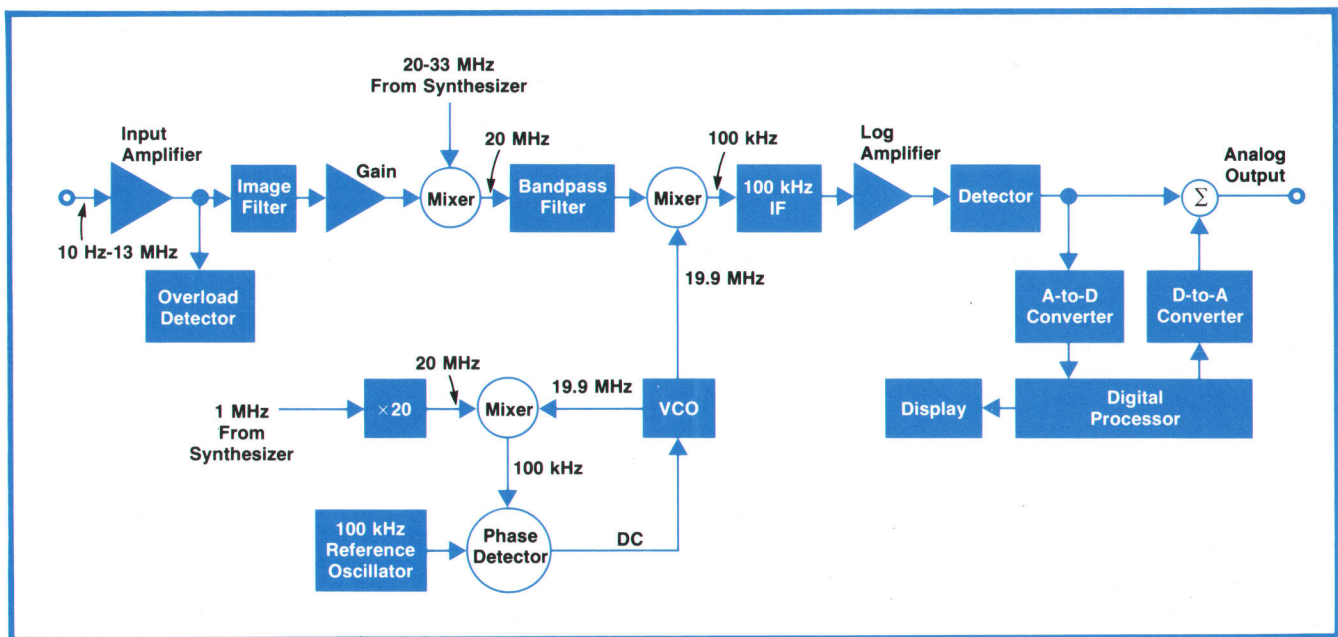 20-33 MHz
From Synthesizer
Input
Amplifier
20 MHz
100 kHz
Log
Amplifier
Analog
Output
Gain
Image
Filter
Mixer
Bandpass
Filter
Mixer
100 kHz
IF
Detector
Σ
10 Hz-13 MHz
Overload
Detector
19.9 MHz
A-to-D
Converter
D-to-A
Converter
20 MHz
1 MHz
From
Synthesizer
×20
Mixer
19.9 MHz
VCO
Display
Digital
Processor
100 kHz
100 kHz
Reference
Oscillator
Phase
Detector
DC